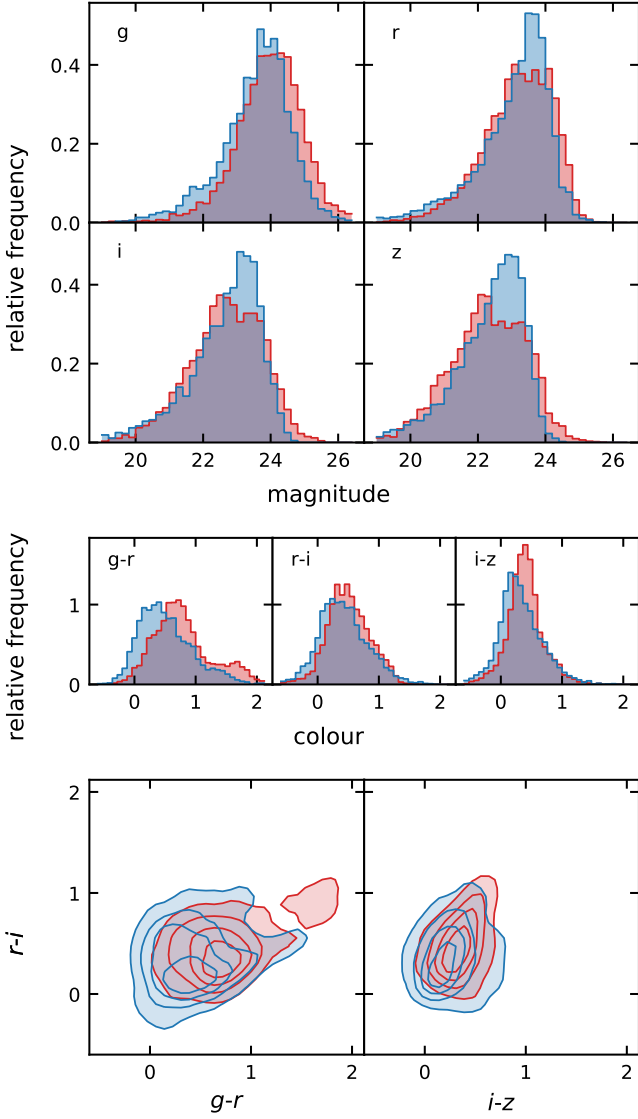 g r
0.4
0.2
0.0
relative frequency
i z
0.4
0.2
0.0
20 22 24 26 20 22 24 26
magnitude
g-r r-i i-z
1
0
relative frequency
0 1 2 0 1 2 0 1 2
colour
2
1
0
r-i
0 1 2 0 1 2
g-r i-z